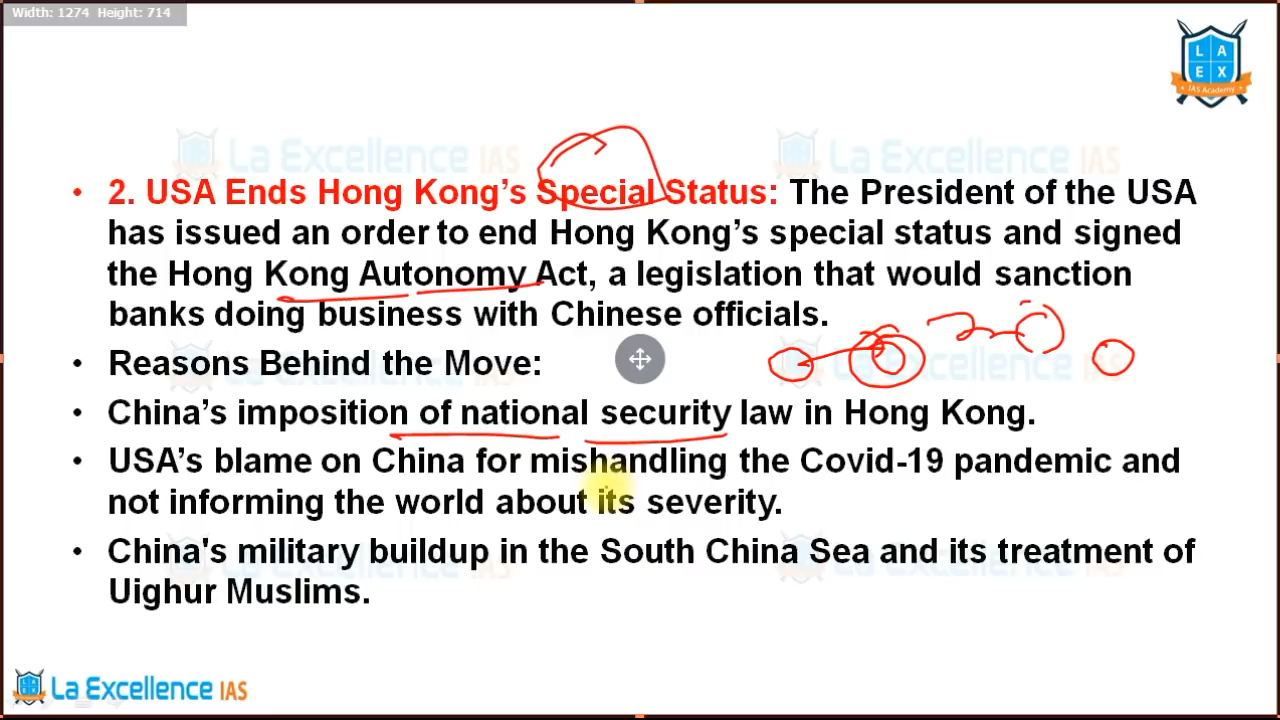 Width: 1274 Height: 714
L A
E X
IAS Academy
La Excellence IAS La Excellence IAS
• 2. USA Ends Hong Kong’s Special Status: The President of the USA
has issued an order to end Hong Kong’s special status and signed
the Hong Kong Autonomy Act, a legislation that would sanction
banks doing business with Chinese officials.
• Reasons Behind the Move:
• China’s imposition of national security law in Hong Kong.
• USA’s blame on China for mishandling the Covid-19 pandemic and
not informing the world about its severity.
• China's military buildup in the South China Sea and its treatment of
Uighur Muslims.
La Excellence IAS